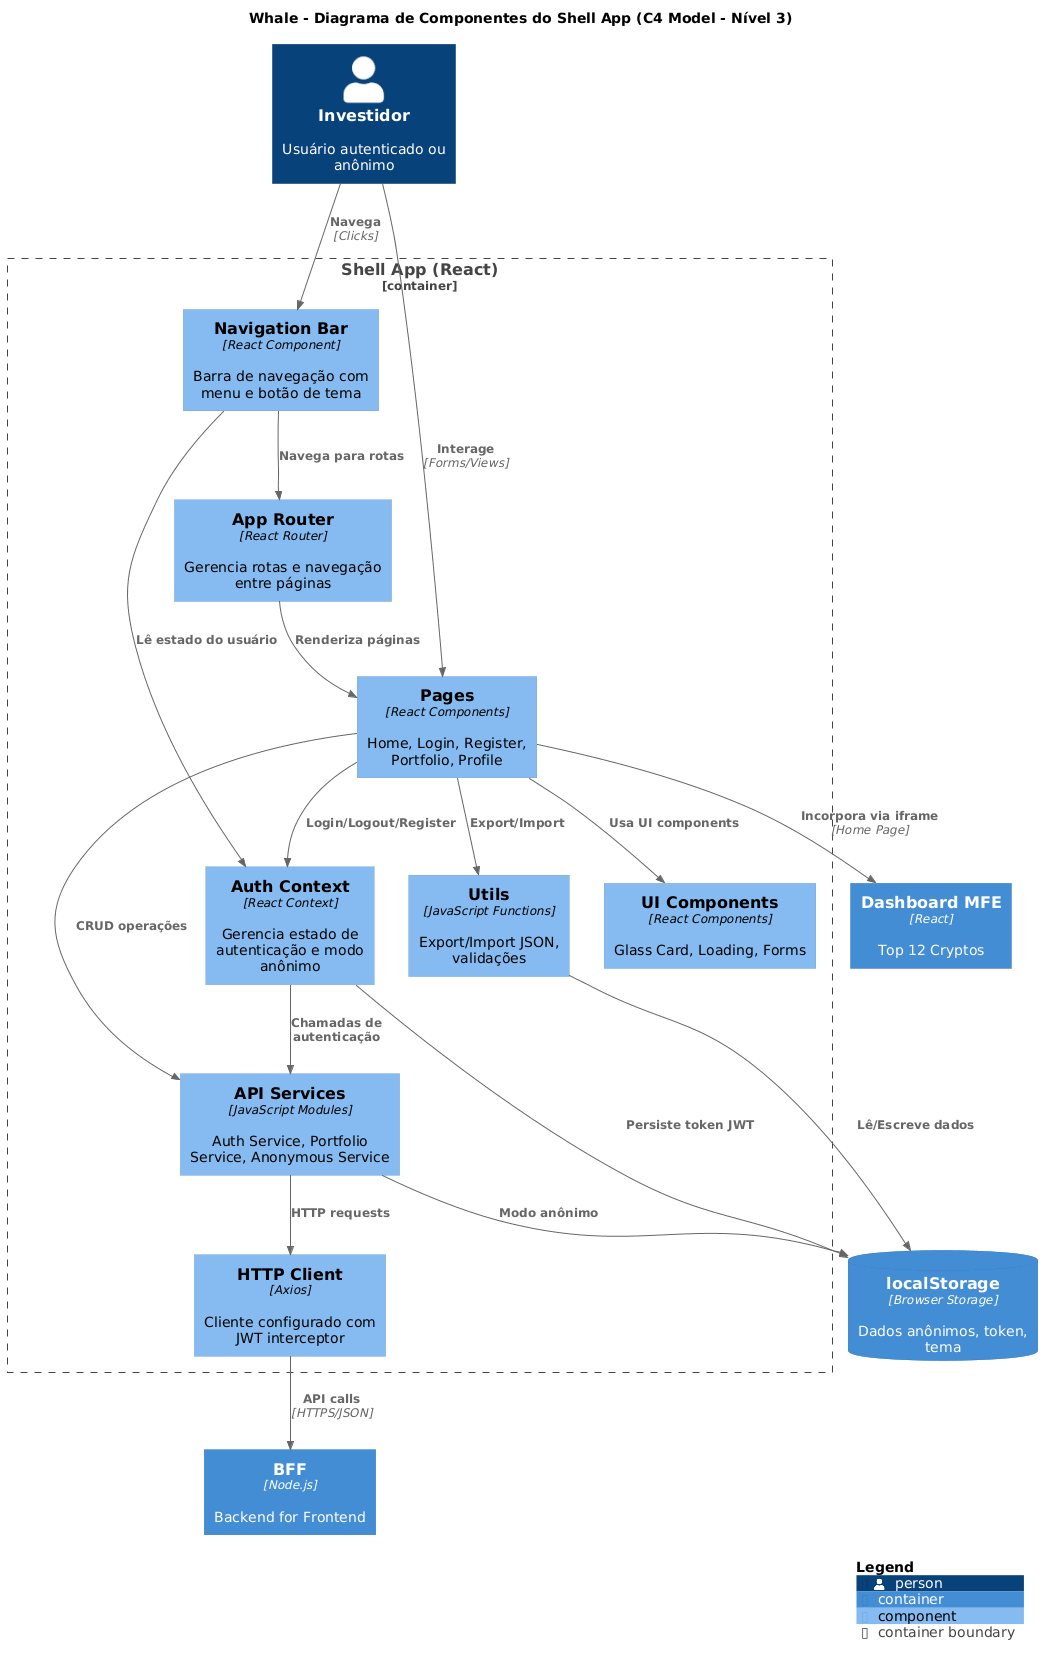 Whale - Diagrama de Componentes do Shell App (C4 Model - Nível 3)
Investidor
Usuário autenticado ou
anônimo
Navega
[Clicks]
Shell App (React)
[container]
Navigation Bar
[React Component]
Barra de navegação com
menu e botão de tema
Navega para rotas
Interage
[Forms/Views]
App Router
[React Router]
Gerencia rotas e navegação
entre páginas
Lê estado do usuário
Renderiza páginas
Pages
[React Components]
Home, Login, Register,
Portfolio, Profile
Login/Logout/Register
Export/Import
Usa UI components
Incorpora via iframe
[Home Page]
CRUD operações
Auth Context
[React Context]
Gerencia estado de
autenticação e modo
anônimo
Utils
[JavaScript Functions]
Export/Import JSON,
validações
UI Components
[React Components]
Glass Card, Loading, Forms
Dashboard MFE
[React]
Top 12 Cryptos
Chamadas de
autenticação
API Services
[JavaScript Modules]
Auth Service, Portfolio
Service, Anonymous Service
Persiste token JWT
Lê/Escreve dados
HTTP requests
Modo anônimo
HTTP Client
[Axios]
Cliente configurado com
JWT interceptor
localStorage
[Browser Storage]
Dados anônimos, token,
tema
API calls
[HTTPS/JSON]
BFF
[Node.js]
Backend for Frontend
Legend
person
container
component
container boundary